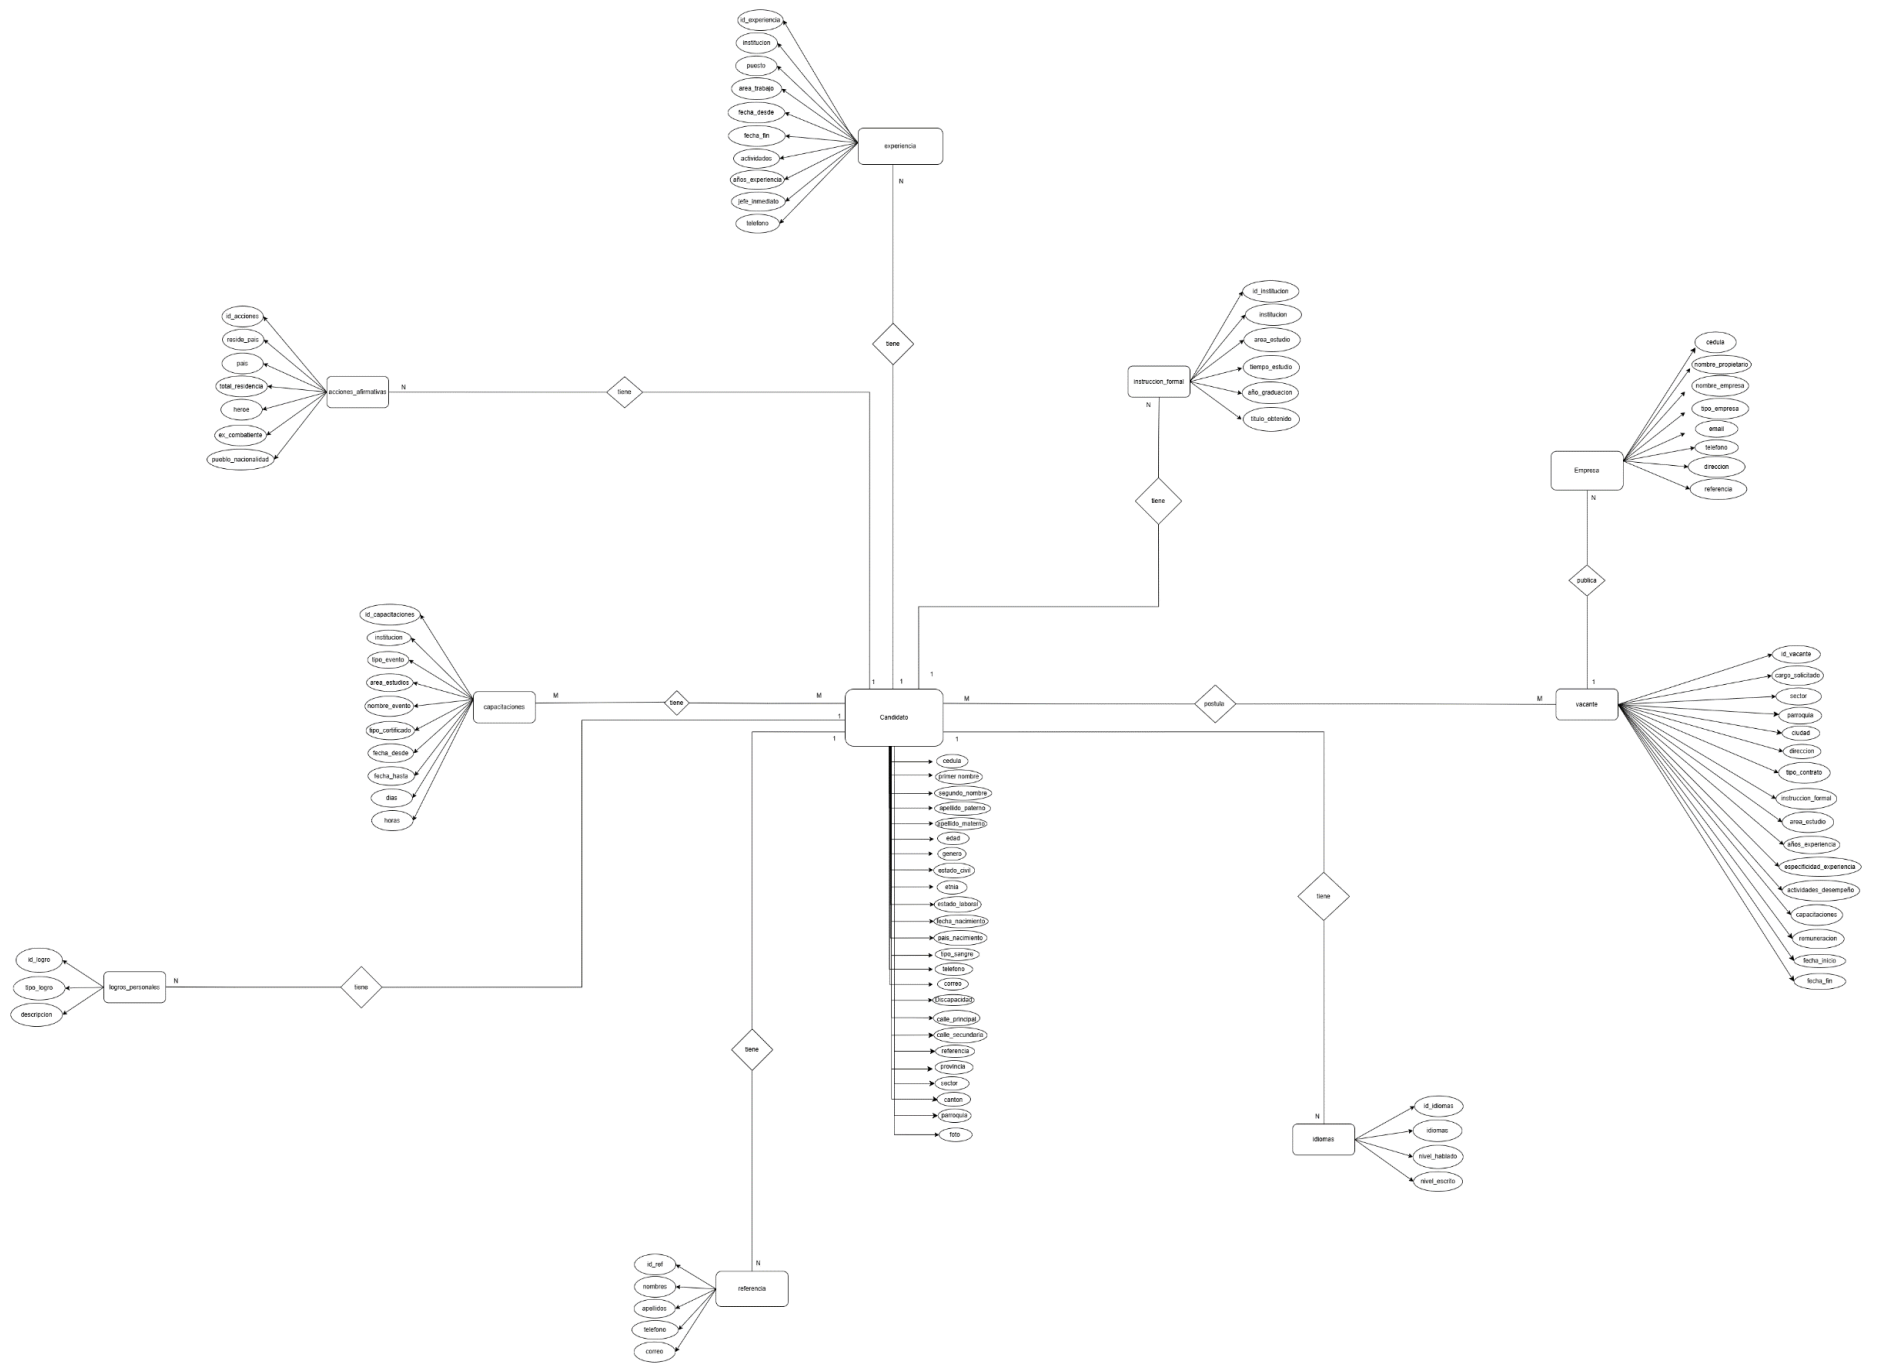 id_experiencia
institucion
puesto
area_trabajo
fecha_desde
fecha_fin
actividades
años_experiencia
jefe_inmediato
telefono
experiencia
N
tiene
1
id_acciones
reside_pais
pais
total_residencia
heroe
ex_combatiente
pueblo_nacionalidad
acciones_afirmativas
N
tiene
1
id_institucion
institucion
area_estudio
tiempo_estudio
año_graduacion
titulo_obtenido
instruccion_formal
N
tiene
1
cedula
nombre_propietario
nombre_empresa
tipo_empresa
email
telefono
direccion
referencia
Empresa
N
publica
1
id_capacitaciones
institucion
tipo_evento
area_estudios
nombre_evento
tipo_certificado
fecha_desde
fecha_hasta
dias
horas
capacitaciones
M
tiene
M
Candidato
M
postula
M
vacante
id_vacante
cargo_solicitado
sector
parroquia
ciudad
direccion
tipo_contrato
instruccion_formal
area_estudio
años_experiencia
especificidad_experiencia
actividades_desempeño
capacitaciones
remuneracion
fecha_inicio
fecha_fin
1
1
1
cedula
primer nombre
segundo_nombre
apellido_paterno
apellido_materno
edad
genero
estado_civil
etnia
estado_laboral
fecha_nacimiento
pais_nacimiento
tipo_sangre
telefono
correo
discapacidad
calle_principal
calle_secundaria
referencia
provincia
sector
canton
parroquia
foto
id_logro
tipo_logro
descripcion
logros_personales
N
tiene
tiene
tiene
N
idiomas
id_idiomas
idiomas
nivel_hablado
nivel_escrito
N
id_ref
nombres
apellidos
telefono
correo
referencia